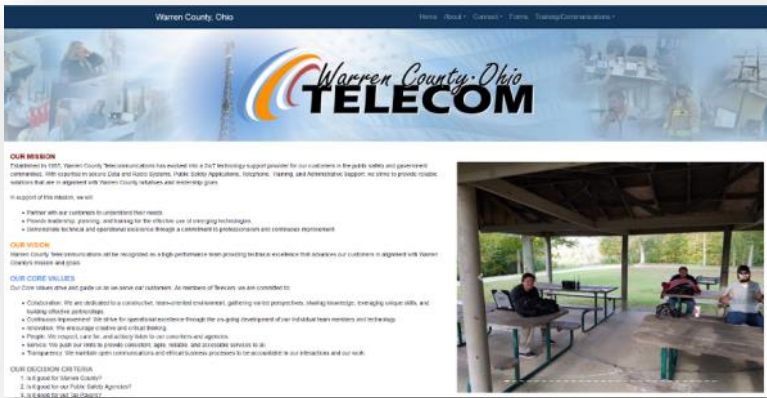 Warren County, Ohio
Home About Connect Forms Training/Communications
Warren County · Ohio
TELECOM
OUR MISSION
Established in 1997, Warren County Telecommunications has evolved into a 24/7 technology support provider for our customers in the public safety and government
communities. With expertise in secure Data and Radio Systems, Public Safety Applications, Telephone, Training, and Administrative Support, we strive to provide reliable
solutions that are in alignment with Warren County initiatives and leadership goals.
In support of this mission, we will:
Partner with our customers to understand their needs
Provide leadership, planning, and training for the effective use of emerging technologies
Demonstrate technical and operational excellence through a commitment to professionalism and continuous improvement
OUR VISION
Warren County Telecommunications will be recognized as a high-performance team providing technical excellence that advances our customers in alignment with Warren
County's mission and goals.
OUR CORE VALUES
Our Core Values drive and guide us as we serve our customers. As members of Telecom, we are committed to:
Collaboration: We are dedicated to a constructive, team-oriented environment, gathering varied perspectives, sharing knowledge, leveraging unique skills, and
building effective partnerships.
Continuous Improvement: We strive for operational excellence through the on-going development of our individual team members and technology.
Innovation: We encourage creative and critical thinking.
People: We respect, care for, and actively listen to our coworkers and agencies.
Service: We push our limits to provide consistent, agile, reliable, and accessible services to all.
Transparency: We maintain open communications and ethical business processes to be accountable in our interactions and our work.
OUR DECISION CRITERIA
1. Is it good for Warren County?
2. Is it good for our Public Safety Agencies?
3. Is it good for our Tax Payers?